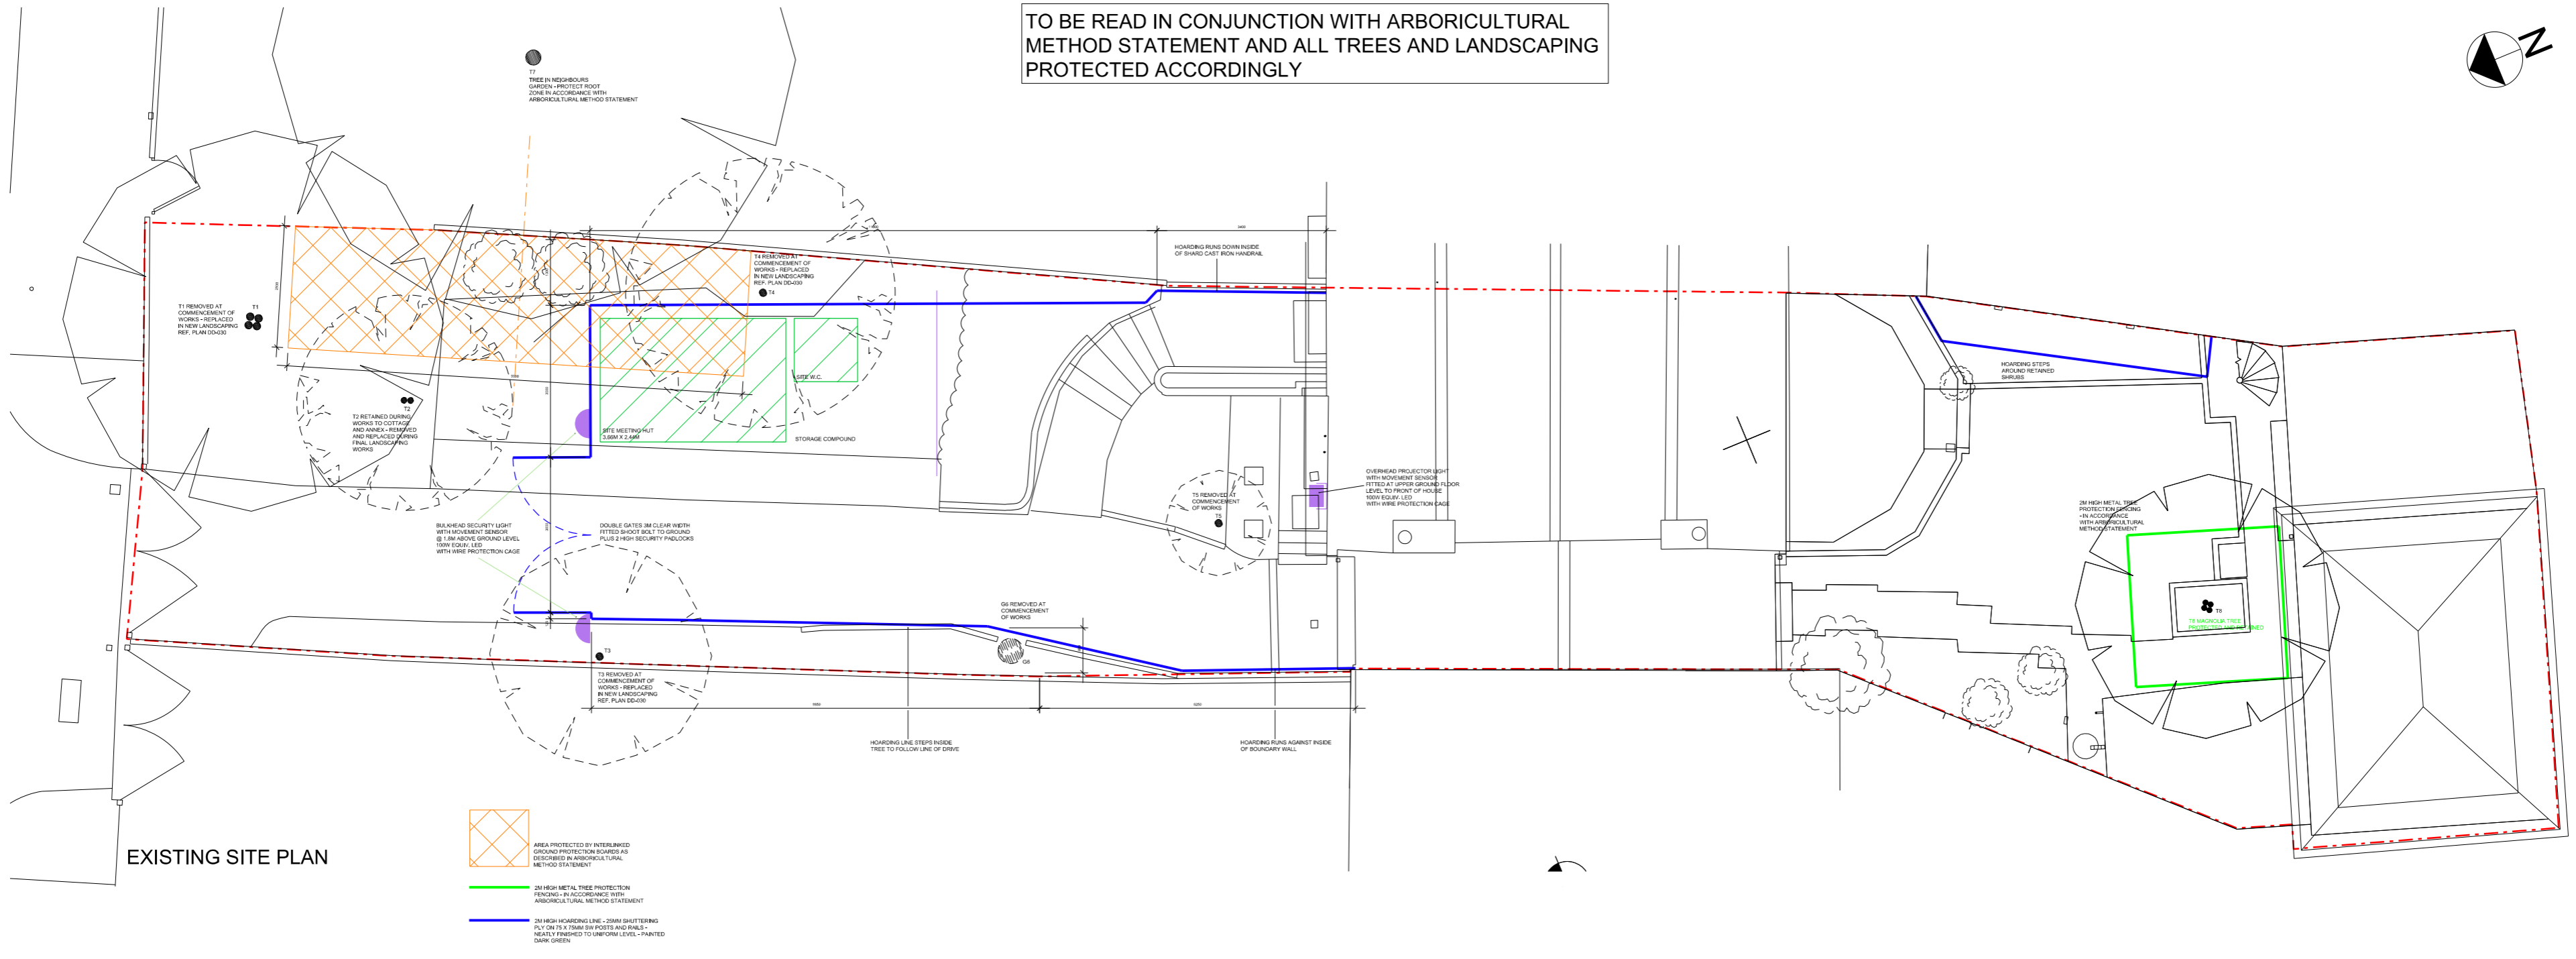 TO BE READ IN CONJUNCTION WITH ARBORICULTURAL
METHOD STATEMENT AND ALL TREES AND LANDSCAPING
PROTECTED ACCORDINGLY
N
T7
TREE IN NEIGHBOURS
GARDEN - PROTECT ROOT
ZONE IN ACCORDANCE WITH
ARBORICULTURAL METHOD STATEMENT
HOARDING RUNS DOWN INSIDE
OF SHARD CAST IRON HANDRAIL
T4 REMOVED AT
COMMENCEMENT OF
WORKS - REPLACED
IN NEW LANDSCAPING
REF. PLAN DD-030
T4
T1 REMOVED AT
COMMENCEMENT OF
WORKS - REPLACED
IN NEW LANDSCAPING
REF. PLAN DD-030
T1
SITE W.C.
HOARDING STEPS
AROUND RETAINED
SHRUBS
T2
T2 RETAINED DURING
WORKS TO COTTAGE
AND ANNEX - REMOVED
AND REPLACED DURING
FINAL LANDSCAPING
WORKS
SITE MEETING HUT
3.66M X 2.44M
STORAGE COMPOUND
OVERHEAD PROJECTOR LIGHT
WITH MOVEMENT SENSOR
FITTED AT UPPER GROUND FLOOR
LEVEL TO FRONT OF HOUSE
100W EQUIV. LED
WITH WIRE PROTECTION CAGE
T5 REMOVED AT
COMMENCEMENT
OF WORKS
T5
2M HIGH METAL TREE
PROTECTION FENCING
- IN ACCORDANCE
WITH ARBORICULTURAL
METHOD STATEMENT
BULKHEAD SECURITY LIGHT
WITH MOVEMENT SENSOR
@ 1.8M ABOVE GROUND LEVEL
100W EQUIV. LED
WITH WIRE PROTECTION CAGE
DOUBLE GATES 3M CLEAR WIDTH
FITTED SHOOT BOLT TO GROUND
PLUS 2 HIGH SECURITY PADLOCKS
G6 REMOVED AT
COMMENCEMENT
OF WORKS
G6
T8
T8 MAGNOLIA TREE
PROTECTED AND RETAINED
T3
T3 REMOVED AT
COMMENCEMENT OF
WORKS - REPLACED
IN NEW LANDSCAPING
REF. PLAN DD-030
HOARDING LINE STEPS INSIDE
TREE TO FOLLOW LINE OF DRIVE
HOARDING RUNS AGAINST INSIDE
OF BOUNDARY WALL
EXISTING SITE PLAN
AREA PROTECTED BY INTERLINKED
GROUND PROTECTION BOARDS AS
DESCRIBED IN ARBORICULTURAL
METHOD STATEMENT
2M HIGH METAL TREE PROTECTION
FENCING - IN ACCORDANCE WITH
ARBORICULTURAL METHOD STATEMENT
2M HIGH HOARDING LINE - 25MM SHUTTERING
PLY ON 75 X 75MM SW POSTS AND RAILS -
NEATLY FINISHED TO UNIFORM LEVEL - PAINTED
DARK GREEN